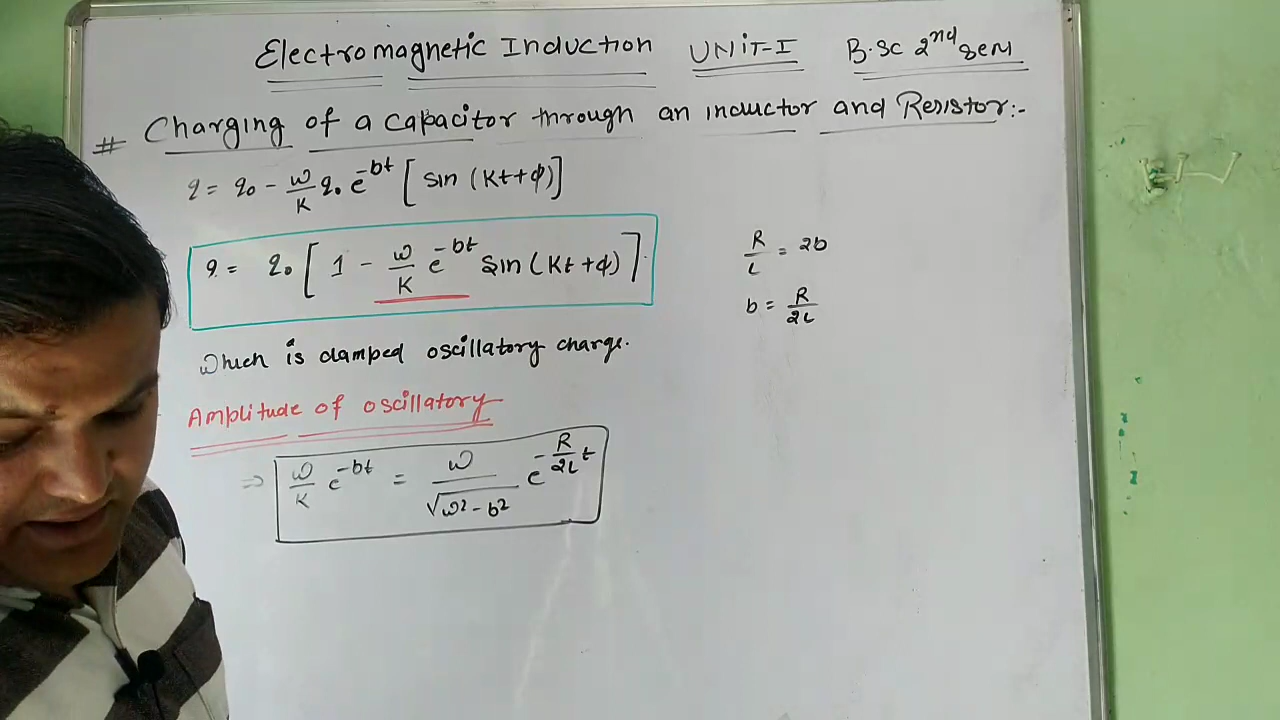 Electromagnetic Induction UNIT-I B.Sc 2nd Sem
# Charging of a capacitor through an inductor and Resistor:-
q = q₀ - ω/K q₀ e^-bt [sin (Kt+ϕ)]
q = q₀ [1 - ω/K e^-bt sin (Kt+ϕ)]
R/L = 2b
b = R/2L
Which is damped oscillatory charge.
Amplitude of oscillatory
⇒ ω/K e^-bt = ω/√ω²-b² e^-R/2L t